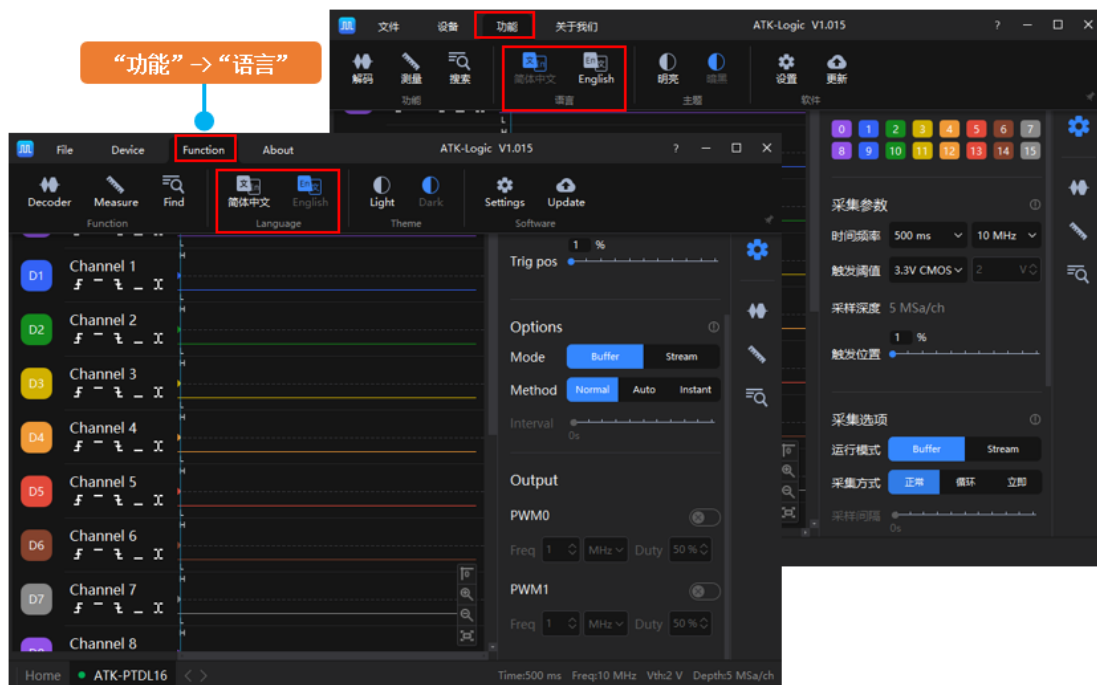 文件 设备 功能 关于我们 ATK-Logic V1.015 ?
解码 测量 搜索 简体中文 English 明亮 暗黑 设置 更新
功能 语言 主题 软件
“功能” -> “语言”
L
H
0 1 2 3 4 5 6 7
8 9 10 11 12 13 14 15
采集参数
时间频率 500 ms 10 MHz
触发阈值 3.3V CMOS 2 V
采样深度 5 MSa/ch
1 %
触发位置
采集选项
运行模式 Buffer Stream
采集方式 正常 循环 立即
采样间隔
0s
File Device Function About ATK-Logic V1.015 ?
Decoder Measure Find 简体中文 English Light Dark Settings Update
Function Language Theme Software
L
D1 Channel 1
H
L
D2 Channel 2
H
L
D3 Channel 3
H
L
D4 Channel 4
H
L
D5 Channel 5
H
L
D6 Channel 6
H
L
D7 Channel 7
H
L
Channel 8
H
1 %
Trig pos
Options
Mode Buffer Stream
Method Normal Auto Instant
Interval
0s
Output
PWM0
Freq 1 MHz Duty 50 %
PWM1
Freq 1 MHz Duty 50 %
Home ATK-PTDL16 < > Time:500 ms Freq:10 MHz Vth:2 V Depth:5 MSa/ch